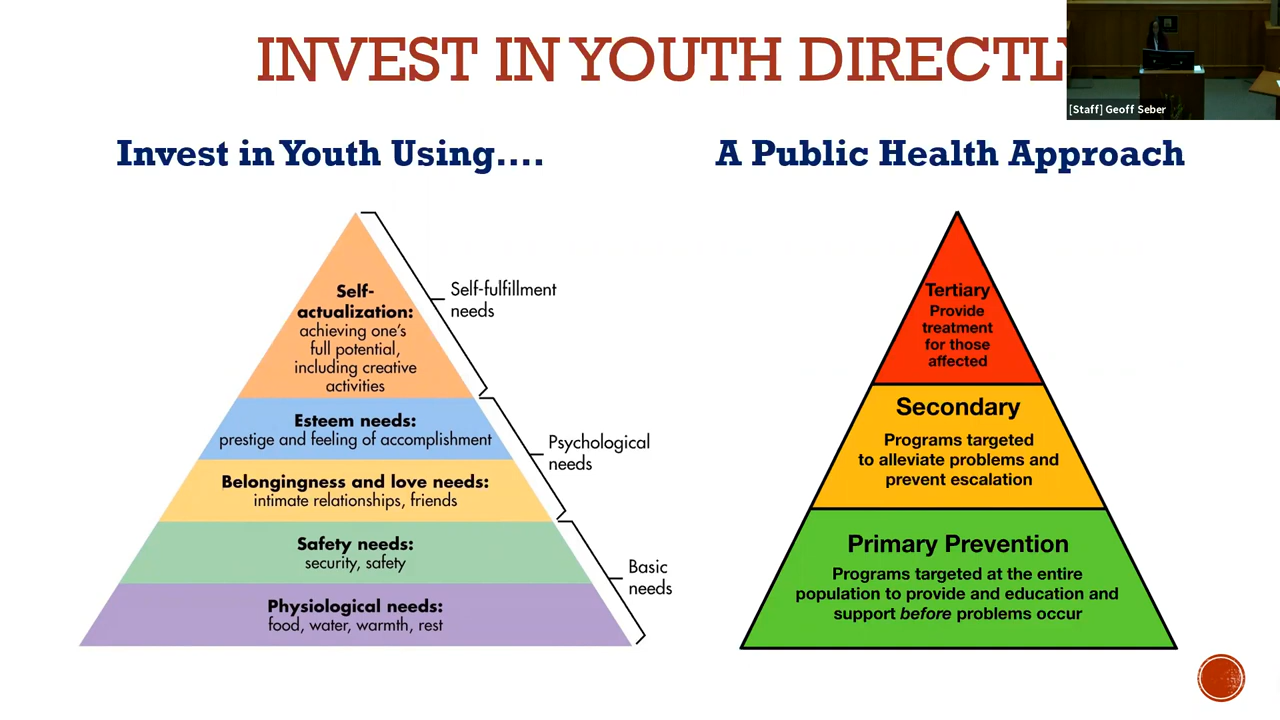 INVEST IN YOUTH DIRECTLY
[Staff] Geoff Seber
Invest in Youth Using....
A Public Health Approach
Self-
actualization:
achieving one's
full potential,
including creative
activities
Self-fulfillment
needs
Esteem needs:
prestige and feeling of accomplishment
Belongingness and love needs:
intimate relationships, friends
Psychological
needs
Safety needs:
security, safety
Physiological needs:
food, water, warmth, rest
Basic
needs
Tertiary
Provide
treatment
for those
affected
Secondary
Programs targeted
to alleviate problems and
prevent escalation
Primary Prevention
Programs targeted at the entire
population to provide and education and
support before problems occur